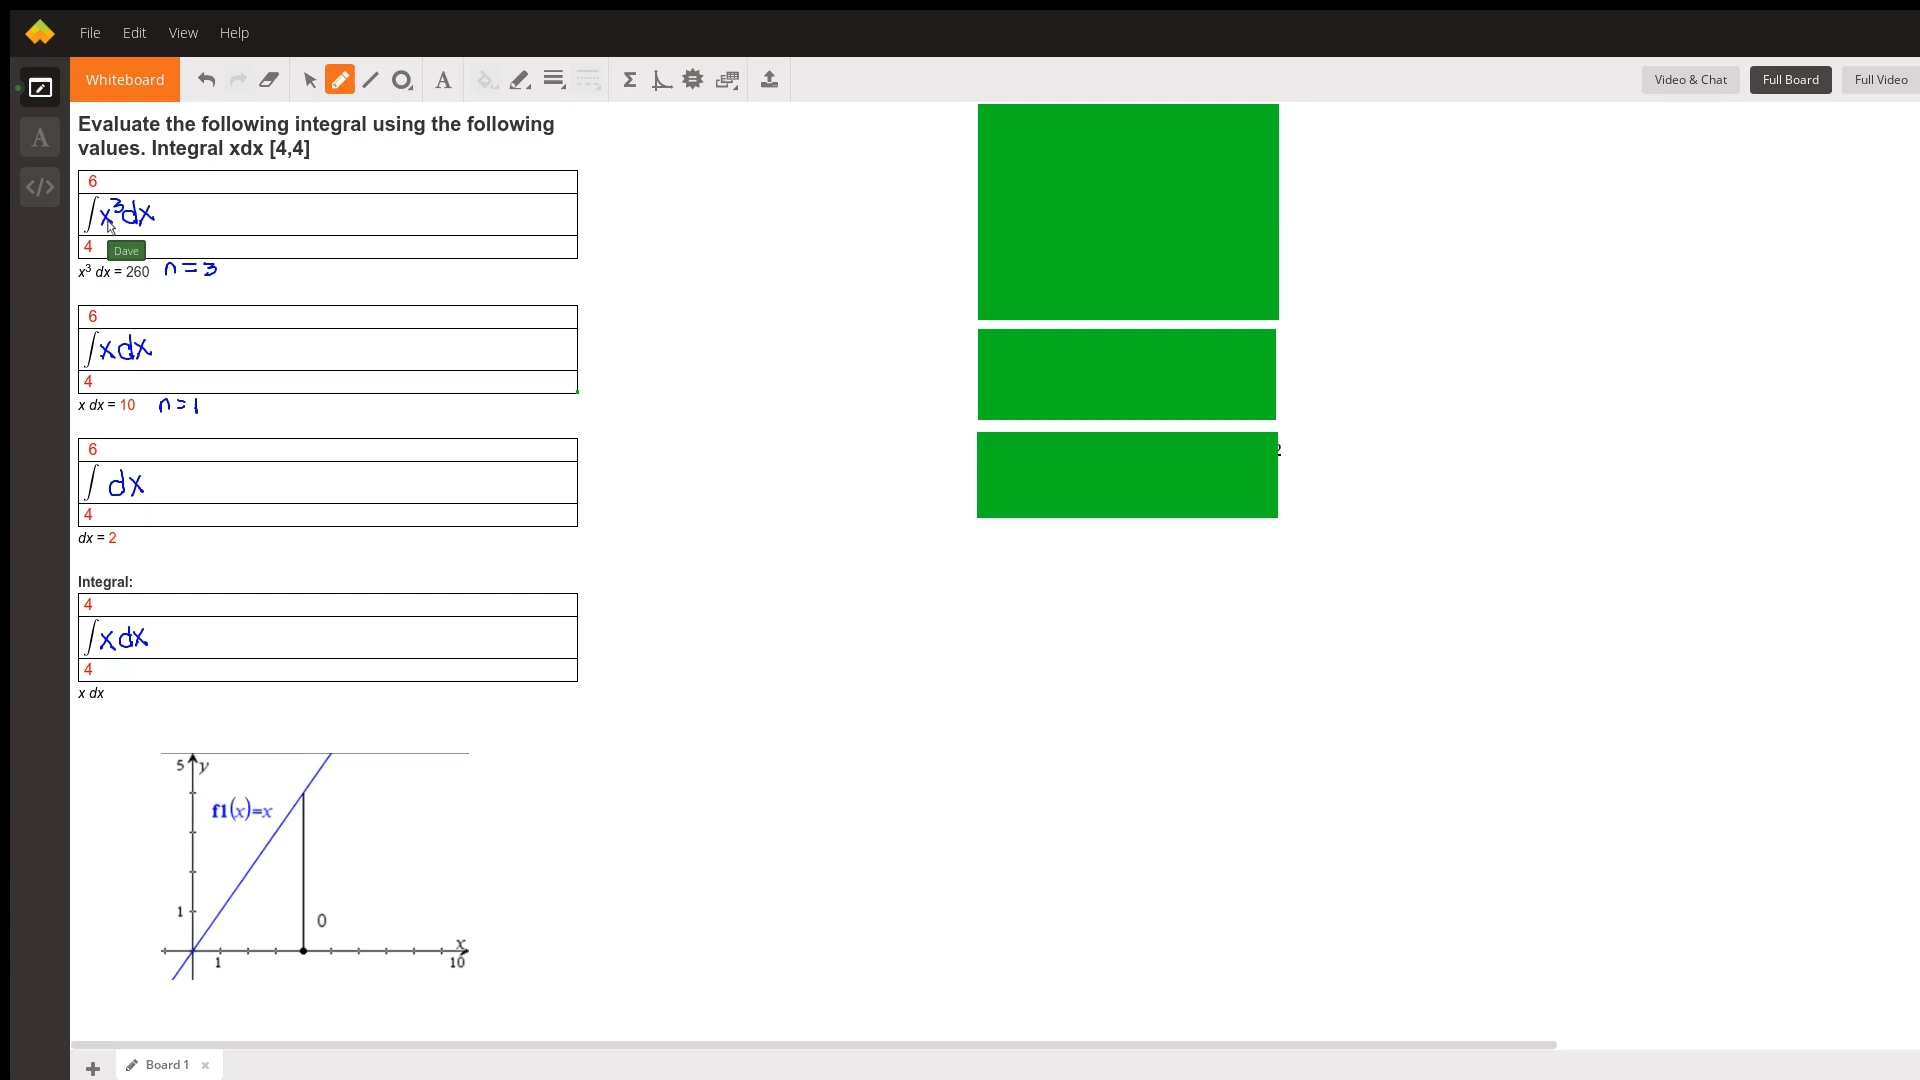 File Edit View Help
Whiteboard
Video & Chat Full Board Full Video
Evaluate the following integral using the following
values. Integral xdx [4,4]
6
∫x³dx
4
Dave
x³ dx = 260 n = 3
6
∫xdx
4
x dx = 10 n = 1
6
∫ dx
4
dx = 2
2
Integral:
4
∫xdx
4
x dx
5 y
f1(x)=x
1
0
x
1 10
Board 1